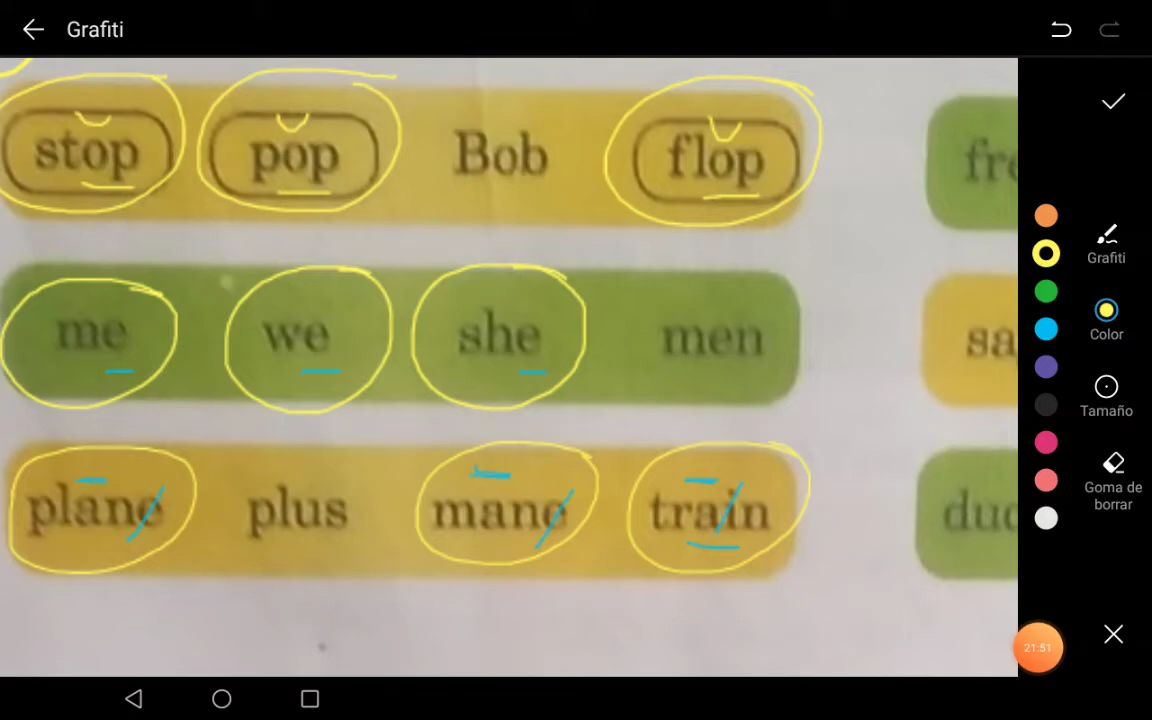 Grafiti
stop pop Bob flop
me we she men
plane plus mane train
Grafiti
Color
Tamaño
Goma de
borrar
21:51